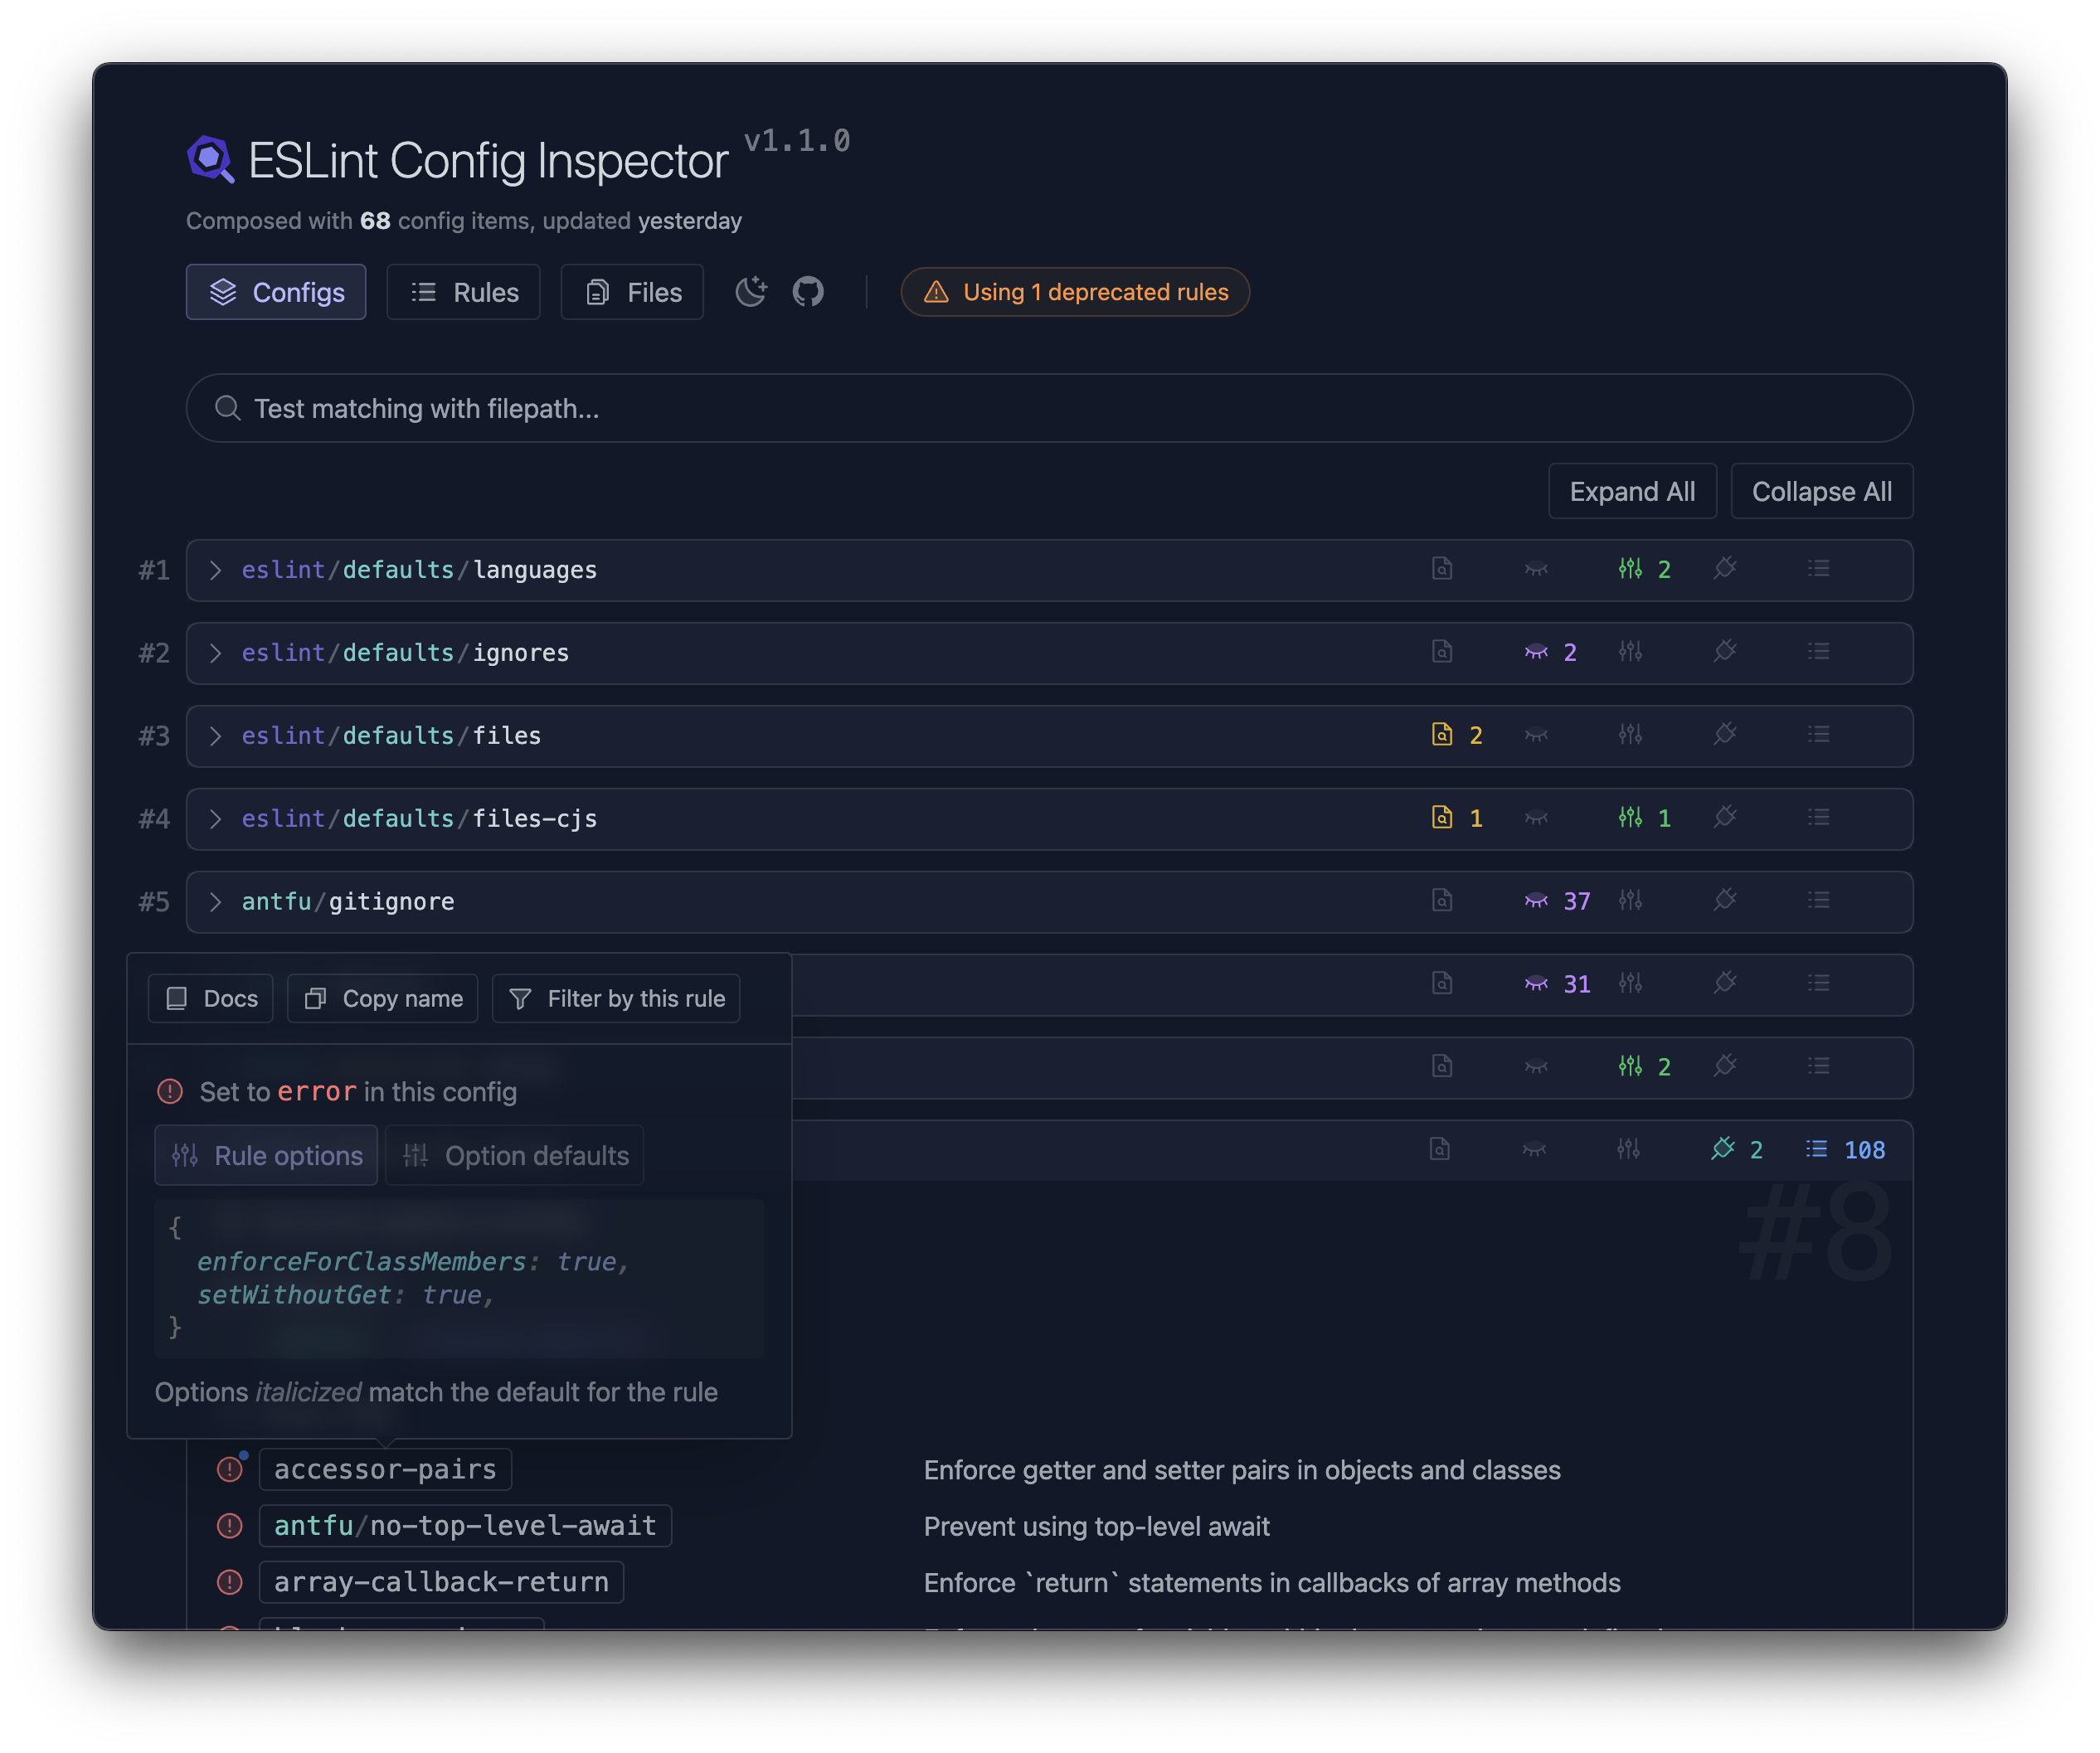 ESLint Config Inspector v1.1.0
Composed with 68 config items, updated yesterday
Configs Rules Files Using 1 deprecated rules
Test matching with filepath...
Expand All Collapse All
#1 eslint/defaults/languages 2
#2 eslint/defaults/ignores 2
#3 eslint/defaults/files 2
#4 eslint/defaults/files-cjs 1 1
#5 antfu/gitignore 37
31
Docs Copy name Filter by this rule
2
Set to error in this config
108
2
Rule options Option defaults
#8
{
enforceForClassMembers: true,
setWithoutGet: true,
}
Options italicized match the default for the rule
accessor-pairs Enforce getter and setter pairs in objects and classes
antfu/no-top-level-await Prevent using top-level await
array-callback-return Enforce `return` statements in callbacks of array methods